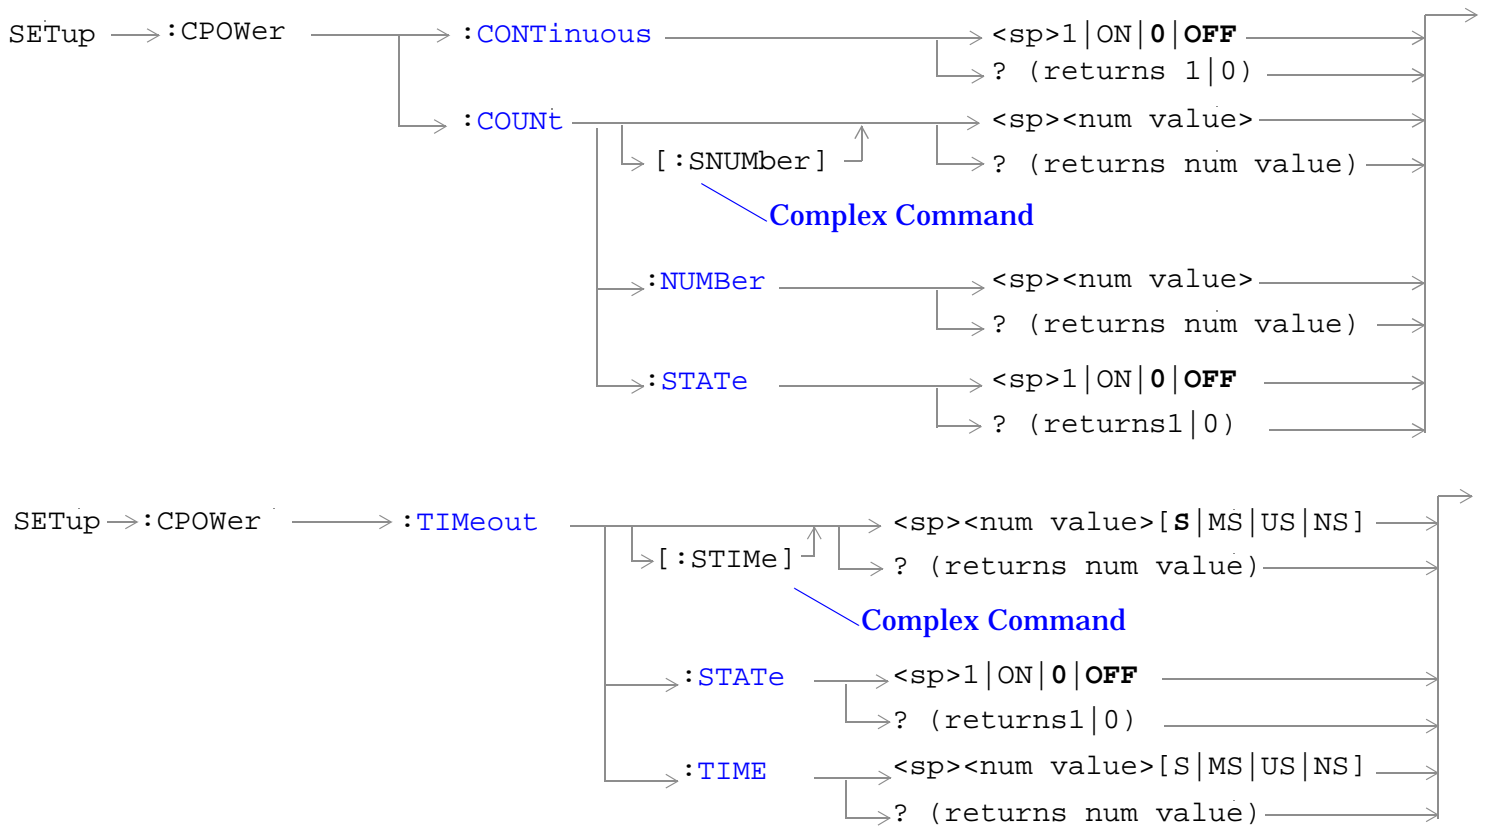 SETup :CPOWer :CONTinuous <sp>1|ON|0|OFF
? (returns 1|0)
:COUNt <sp><num value>
[:SNUMber] ? (returns num value)
Complex Command
:NUMBer <sp><num value>
? (returns num value)
:STATe <sp>1|ON|0|OFF
? (returns1|0)
SETup :CPOWer :TIMeout <sp><num value>[S|MS|US|NS]
[:STIMe] ? (returns num value)
Complex Command
:STATe <sp>1|ON|0|OFF
? (returns1|0)
:TIME <sp><num value>[S|MS|US|NS]
? (returns num value)